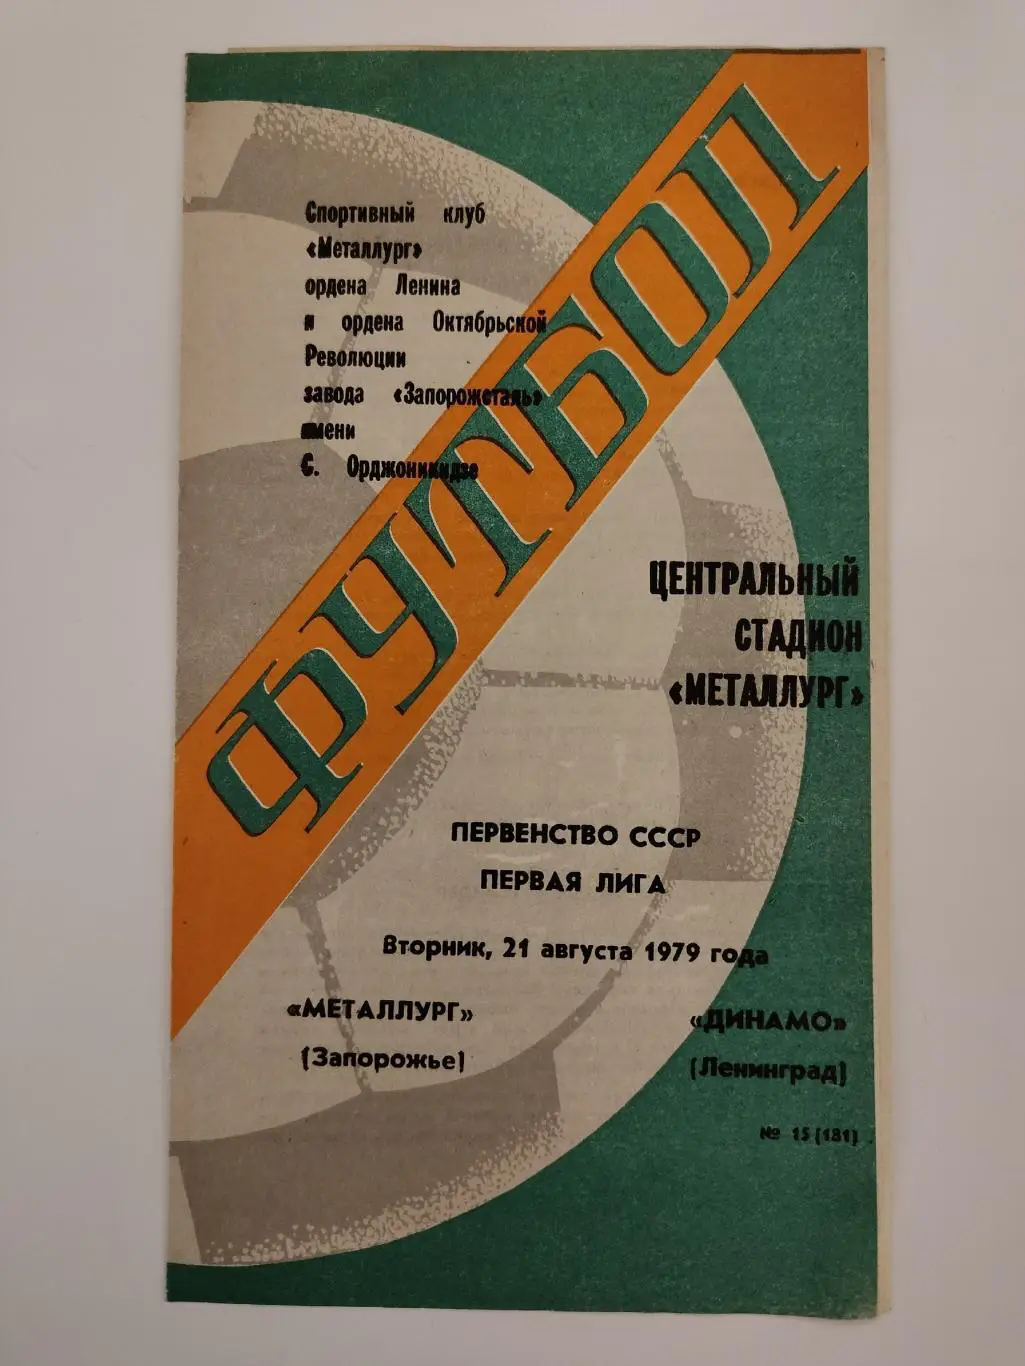 ФУТБОЛ
Спортивный клуб
«Металлург»
ордена Ленина
и ордена Октябрьской
Революции
завода «Запорожсталь»
имени
С. Орджоникидзе
ЦЕНТРАЛЬНЫЙ
СТАДИОН
«МЕТАЛЛУРГ»
ПЕРВЕНСТВО СССР
ПЕРВАЯ ЛИГА
Вторник, 21 августа 1979 года
«МЕТАЛЛУРГ»
(Запорожье)
«ДИНАМО»
(Ленинград)
№ 15 (181)